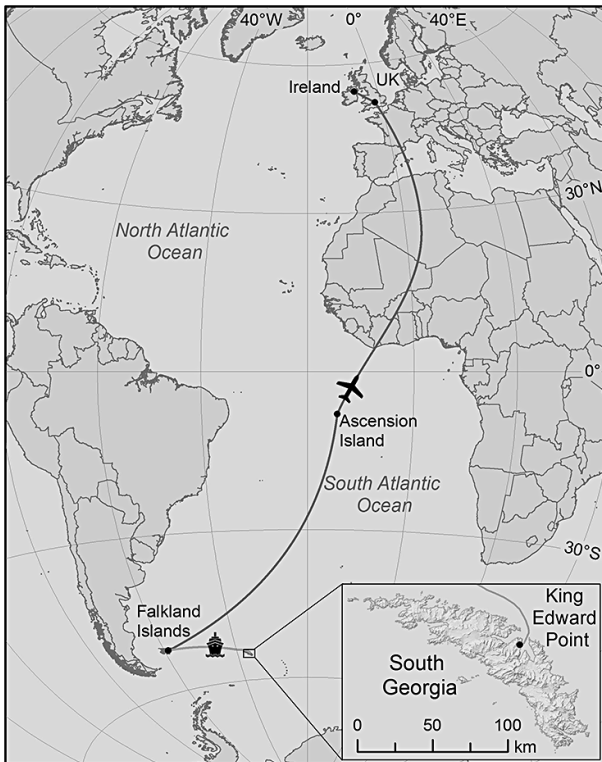 40°W
0°
40°E
UK
Ireland
30°N
North Atlantic
Ocean
0°
Ascension
Island
South Atlantic
Ocean
30°S
Falkland
Islands
King
Edward
Point
South
Georgia
0 50 100
km